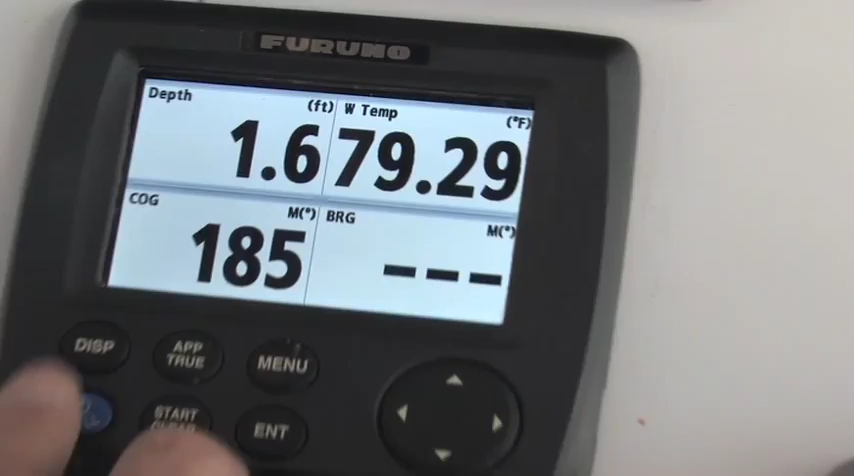 FURUNO
Depth (ft) W Temp (°F)
1.6 79.29
COG M(°) BRG M(°)
185 ---
DISP APP TRUE MENU
START CLEAR ENT